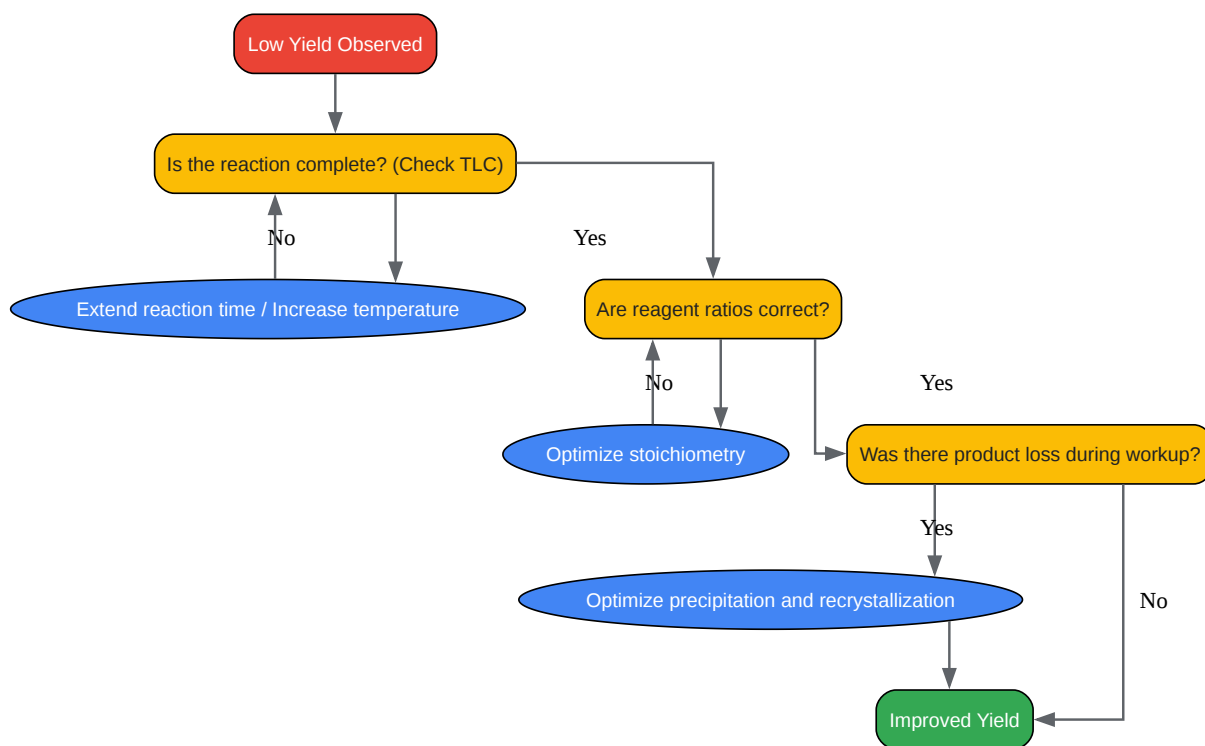 Low Yield Observed
Is the reaction complete? (Check TLC)
No
Yes
Extend reaction time / Increase temperature
Are reagent ratios correct?
No
Yes
Optimize stoichiometry
Was there product loss during workup?
Yes
Optimize precipitation and recrystallization
No
Improved Yield